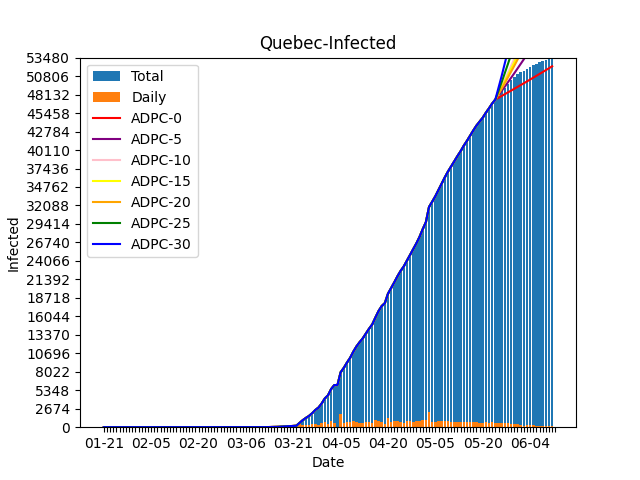 Quebec-Infected
53480
50806
48132
45458
42784
40110
37436
34762
32088
29414
26740
24066
21392
18718
16044
13370
10696
8022
5348
2674
0
Infected
Total
Daily
ADPC-0
ADPC-5
ADPC-10
ADPC-15
ADPC-20
ADPC-25
ADPC-30
01-21 02-05 02-20 03-06 03-21 04-05 04-20 05-05 05-20 06-04
Date